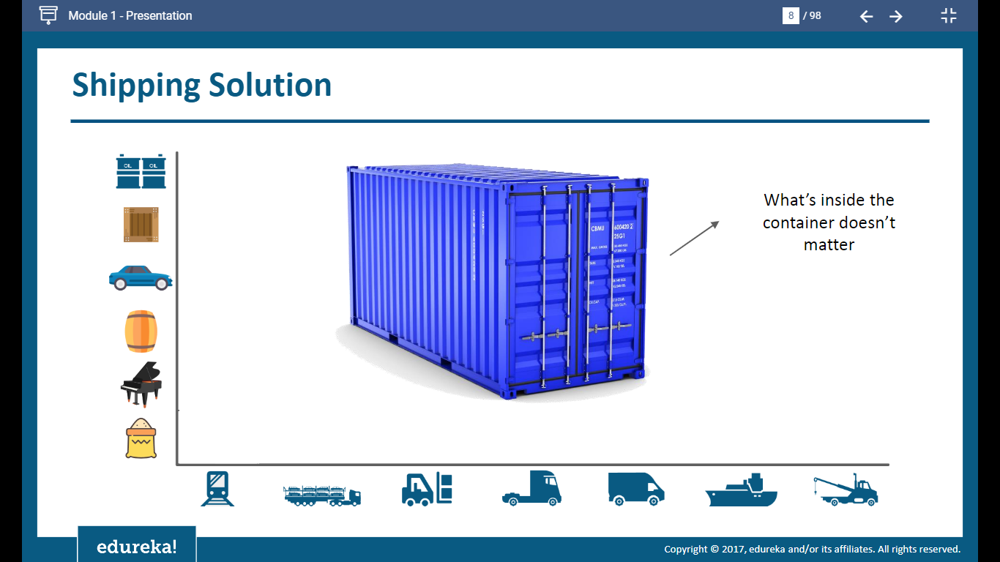 Module 1 - Presentation
8 / 98
Shipping Solution
OIL OIL
What's inside the
container doesn't
matter
CBMU 600420 2
25G1
edureka!
Copyright © 2017, edureka and/or its affiliates. All rights reserved.